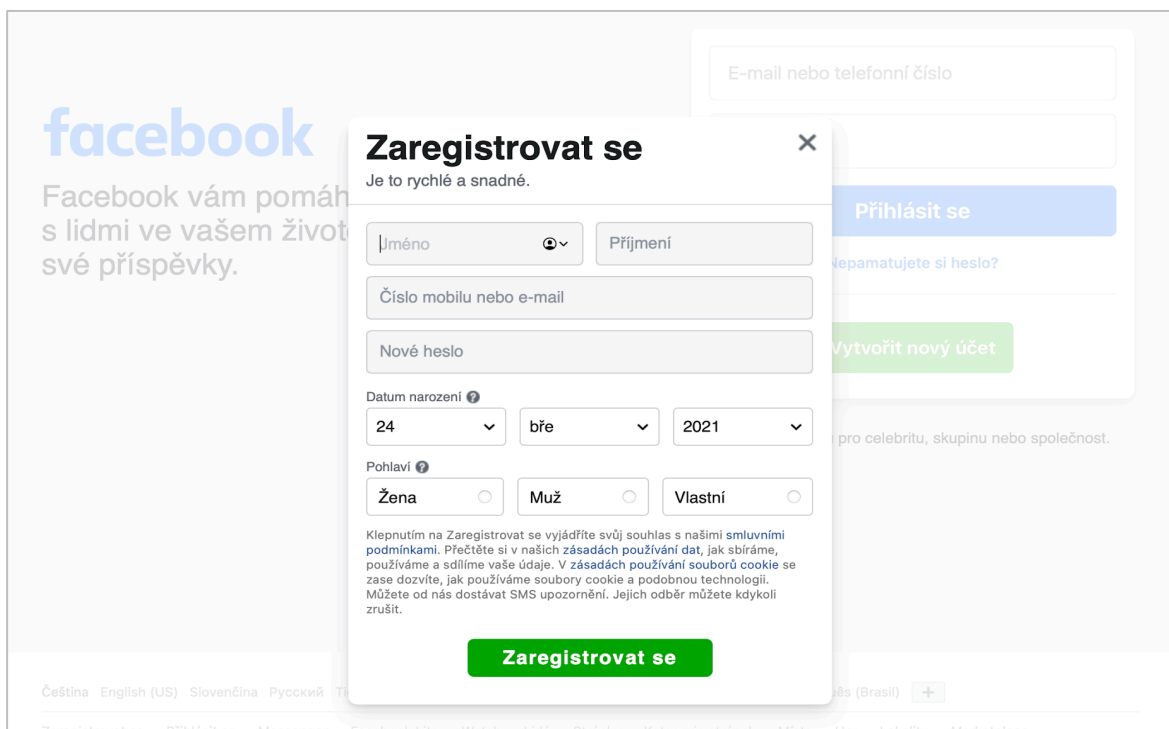 E-mail nebo telefonní číslo
facebook
Facebook vám pomáh
s lidmi ve vašem život
své příspěvky.
Přihlásit se
Nepamatujete si heslo?
Vytvořit nový účet
pro celebritu, skupinu nebo společnost.
Zaregistrovat se
Je to rychlé a snadné.
Jméno
Příjmení
Číslo mobilu nebo e-mail
Nové heslo
Datum narození
24 bře 2021
Pohlaví
Žena Muž Vlastní
Klepnutím na Zaregistrovat se vyjádříte svůj souhlas s našimi smluvními
podmínkami. Přečtěte si v našich zásadách používání dat, jak sbíráme,
používáme a sdílíme vaše údaje. V zásadách používání souborů cookie se
zase dozvíte, jak používáme soubory cookie a podobnou technologii.
Můžete od nás dostávat SMS upozornění. Jejich odběr můžete kdykoli
zrušit.
Zaregistrovat se
Čeština English (US) Slovenčina Русский Ti
ês (Brasil) +